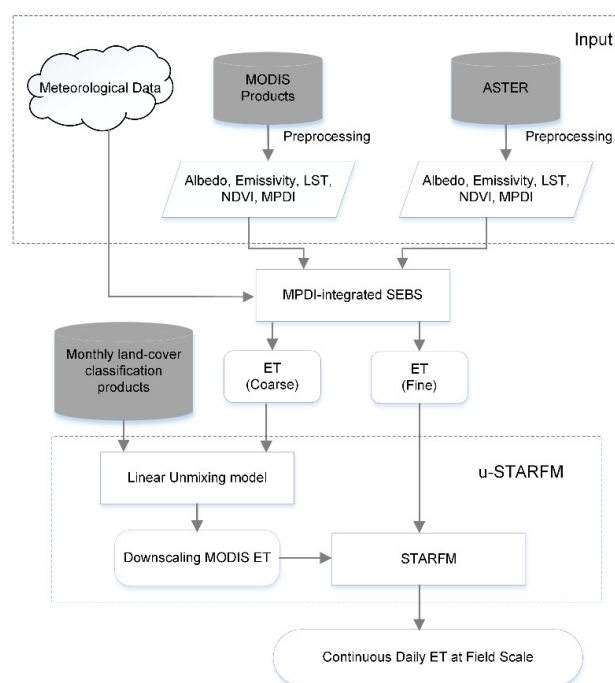 Input
Meteorological Data
MODIS
Products
ASTER
Preprocessing
Preprocessing
Albedo, Emissivity, LST,
NDVI, MPDI
Albedo, Emissivity, LST,
NDVI, MPDI
MPDI-integrated SEBS
Monthly land-cover
classification
products
ET
(Coarse)
ET
(Fine)
u-STARFM
Linear Unmixing model
Downscaling MODIS ET
STARFM
Continuous Daily ET at Field Scale